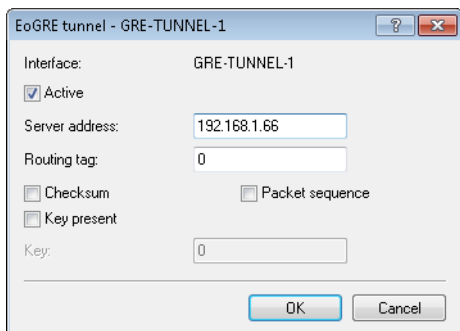 EoGRE tunnel - GRE-TUNNEL-1
?
Interface: GRE-TUNNEL-1
Active
Server address: 192.168.1.66
Routing tag: 0
Checksum Packet sequence
Key present
Key: 0
OK Cancel